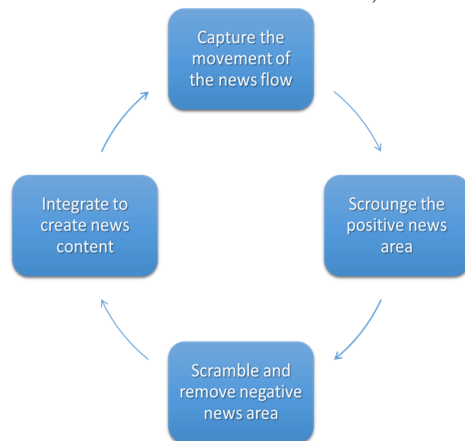 Capture the
movement of
the news flow
Scrounge the
positive news
area
Scramble and
remove negative
news area
Integrate to
create news
content